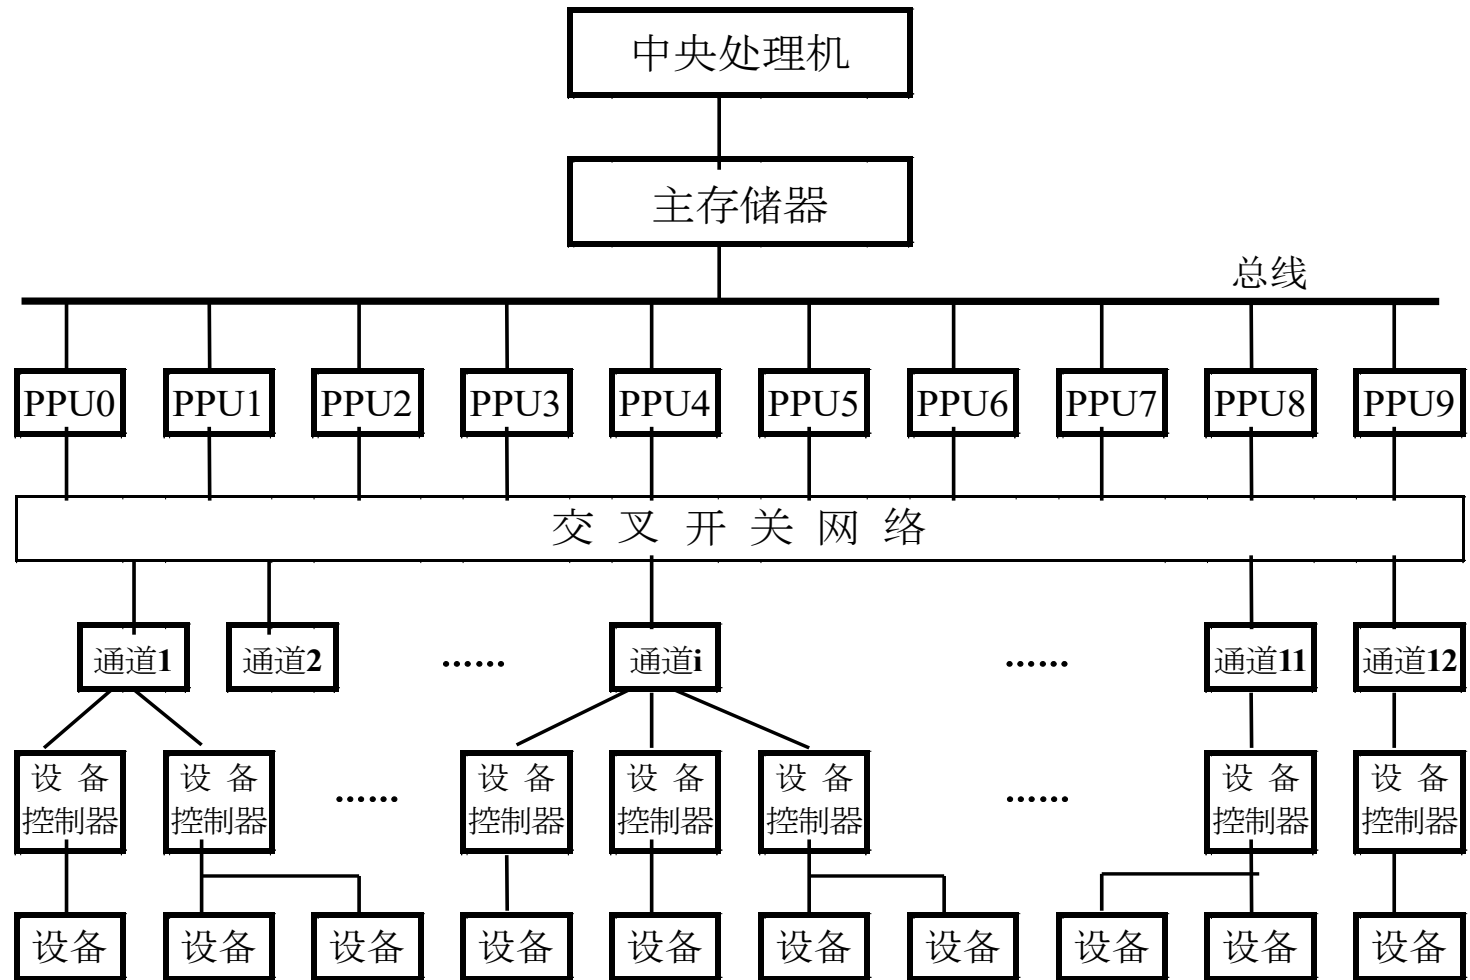 中央处理机
主存储器
总线
PPU0 PPU1 PPU2 PPU3 PPU4 PPU5 PPU6 PPU7 PPU8 PPU9
交叉开关网络
通道1 通道2 …… 通道i …… 通道11 通道12
设备 设备 设备 设备 设备 设备 设备
控制器 控制器 …… 控制器 控制器 控制器 …… 控制器 控制器
设备 设备 设备 设备 设备 设备 设备 设备 设备 设备